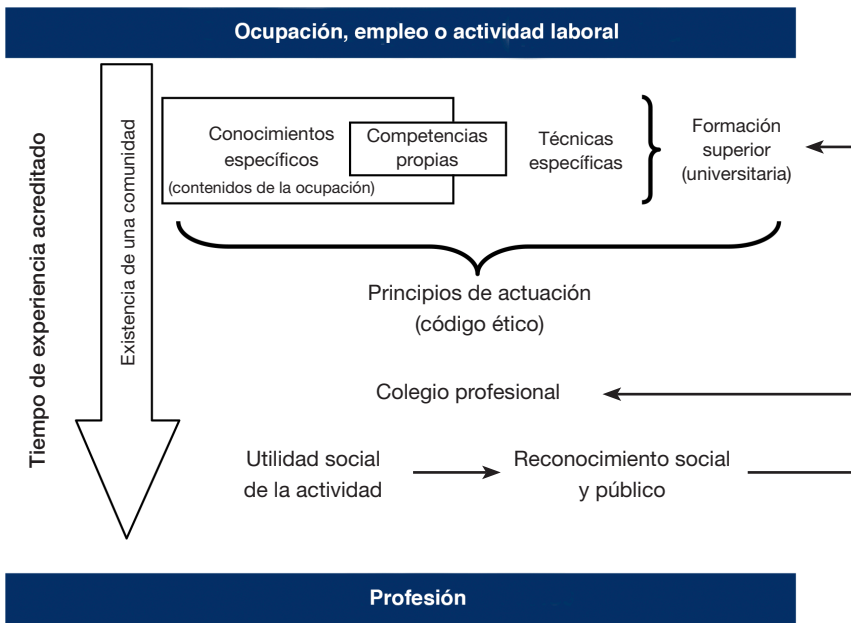 Ocupación, empleo o actividad laboral
Tiempo de experiencia acreditado
Existencia de una comunidad
Conocimientos
específicos
(contenidos de la ocupación)
Competencias
propias
Técnicas
específicas
Formación
superior
(universitaria)
Principios de actuación
(código ético)
Colegio profesional
Utilidad social
de la actividad
Reconocimiento social
y público
Profesión